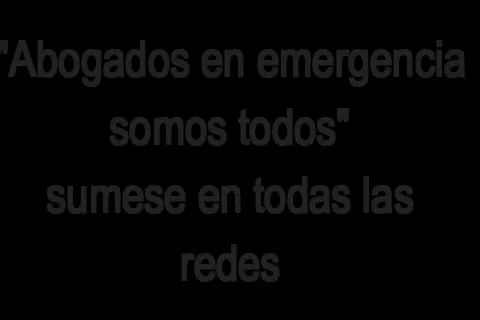 "Abogados en emergencia
somos todos"
sumese en todas las
redes